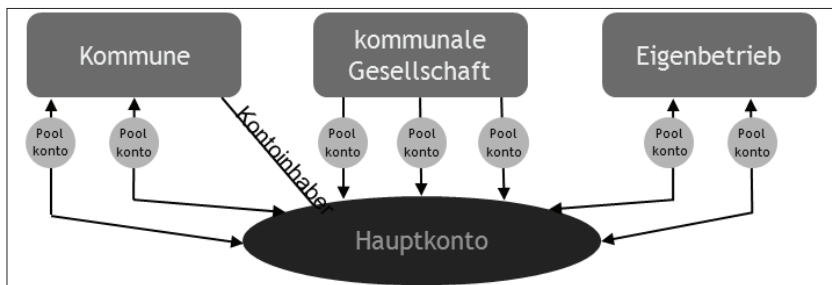 Kommune
kommunale
Gesellschaft
Eigenbetrieb
Pool
konto
Pool
konto
Kontoinhaber
Pool
konto
Pool
konto
Pool
konto
Pool
konto
Pool
konto
Hauptkonto